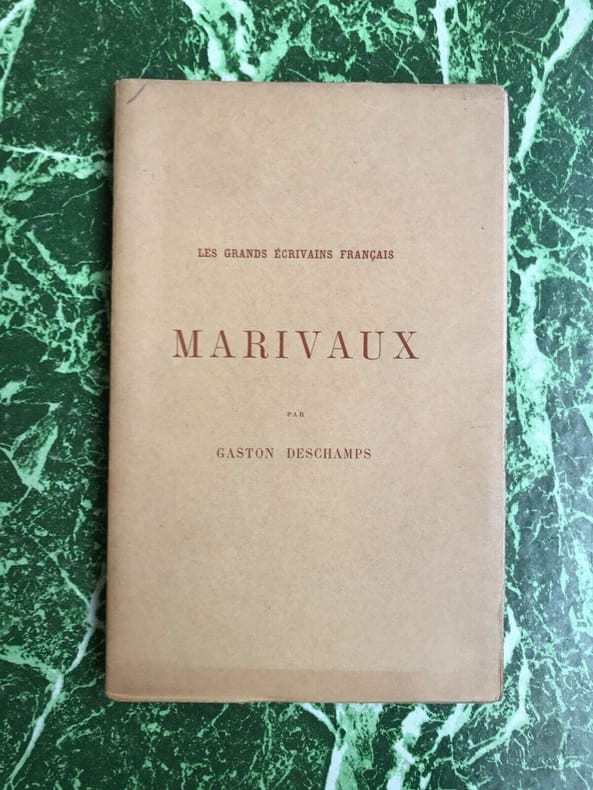 LES GRANDS ÉCRIVAINS FRANÇAIS
MARIVAUX
PAR
GASTON DESCHAMPS